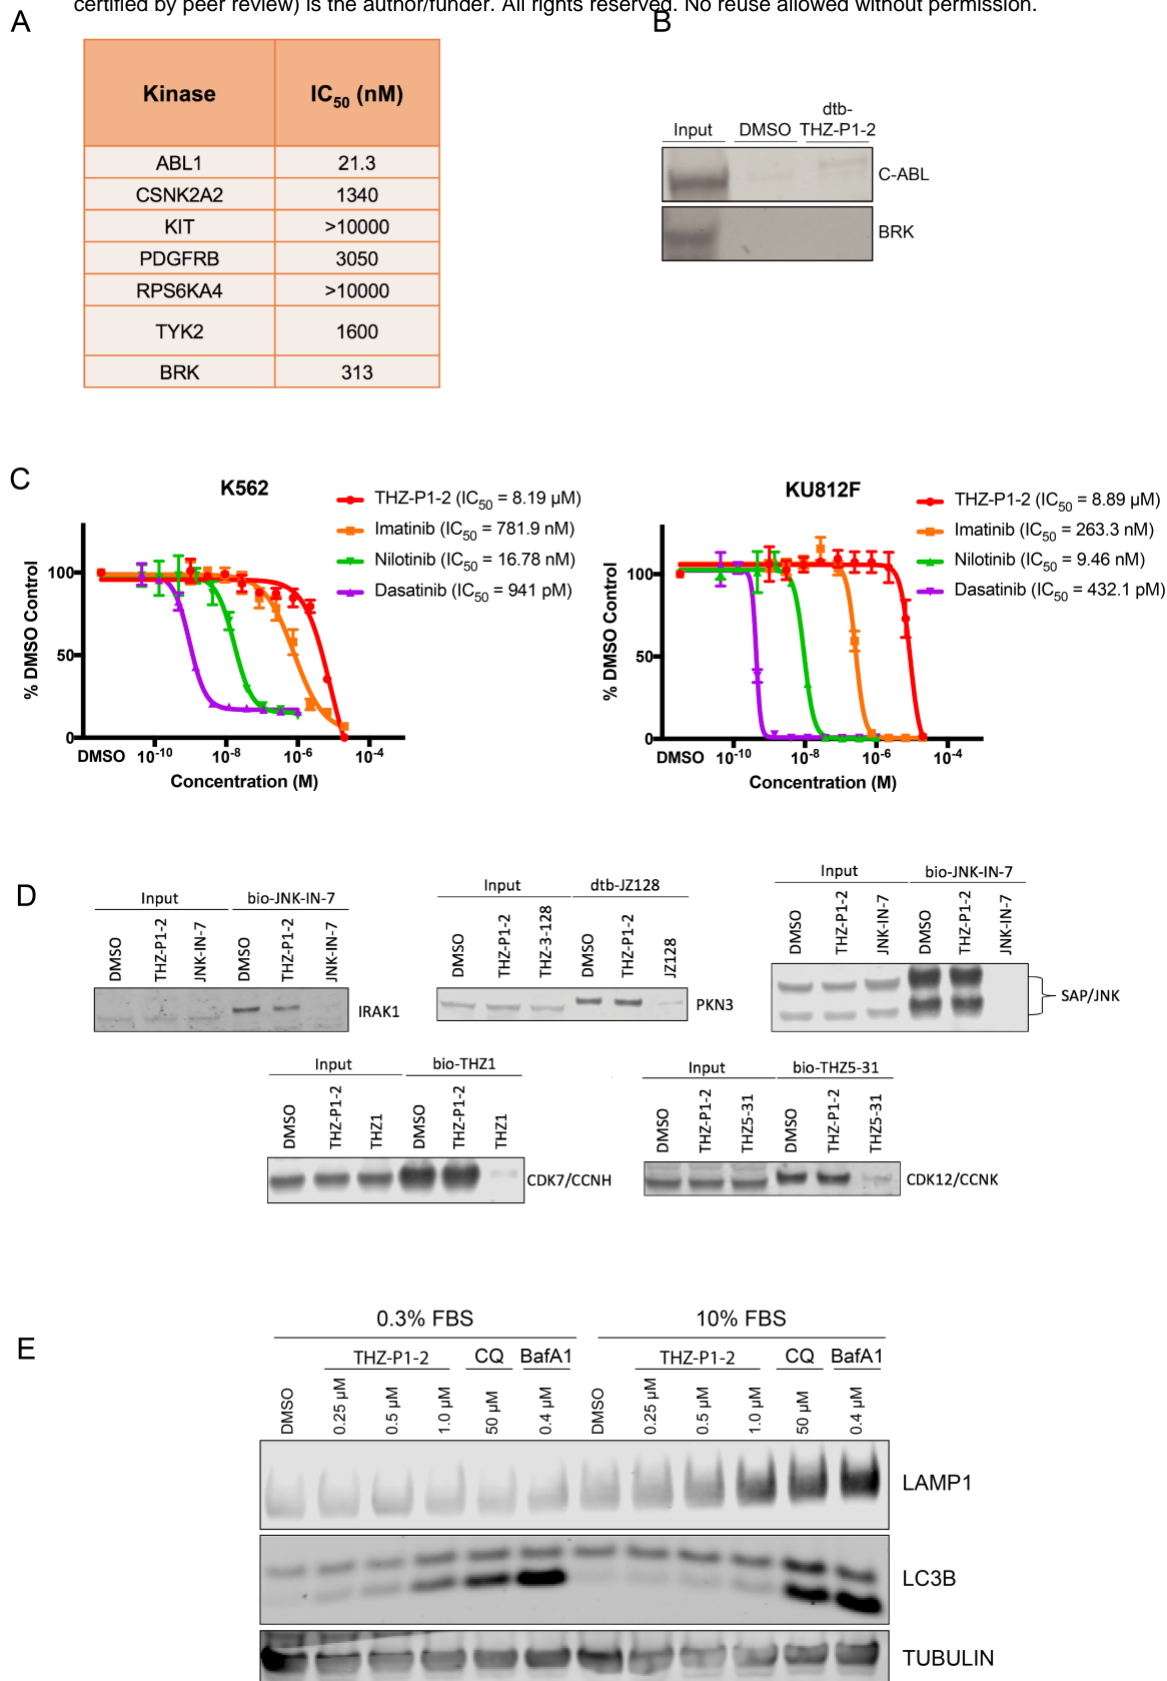 certified by peer review) is the author/funder. All rights reserved. No reuse allowed without permission.
A
Kinase IC50 (nM)
ABL1 21.3
CSNK2A2 1340
KIT >10000
PDGFRB 3050
RPS6KA4 >10000
TYK2 1600
BRK 313
B
dtb-
Input DMSO THZ-P1-2
C-ABL
BRK
C
K562
THZ-P1-2 (IC50 = 8.19 µM)
Imatinib (IC50 = 781.9 nM)
Nilotinib (IC50 = 16.78 nM)
Dasatinib (IC50 = 941 pM)
% DMSO Control
100
50
0
DMSO 10-10 10-8 10-6 10-4
Concentration (M)
KU812F
THZ-P1-2 (IC50 = 8.89 µM)
Imatinib (IC50 = 263.3 nM)
Nilotinib (IC50 = 9.46 nM)
Dasatinib (IC50 = 432.1 pM)
% DMSO Control
100
50
0
DMSO 10-10 10-8 10-6 10-4
Concentration (M)
D
Input bio-JNK-IN-7
DMSO THZ-P1-2 JNK-IN-7 DMSO THZ-P1-2 JNK-IN-7
IRAK1
Input dtb-JZ128
DMSO THZ-P1-2 THZ-3-128 DMSO THZ-P1-2 JZ128
PKN3
Input bio-JNK-IN-7
DMSO THZ-P1-2 JNK-IN-7 DMSO THZ-P1-2 JNK-IN-7
SAP/JNK
Input bio-THZ1
DMSO THZ-P1-2 THZ1 DMSO THZ-P1-2 THZ1
CDK7/CCNH
Input bio-THZ5-31
DMSO THZ-P1-2 THZ5-31 DMSO THZ-P1-2 THZ5-31
CDK12/CCNK
E
0.3% FBS 10% FBS
THZ-P1-2 CQ BafA1 THZ-P1-2 CQ BafA1
DMSO 0.25 µM 0.5 µM 1.0 µM 50 µM 0.4 µM DMSO 0.25 µM 0.5 µM 1.0 µM 50 µM 0.4 µM
LAMP1
LC3B
TUBULIN